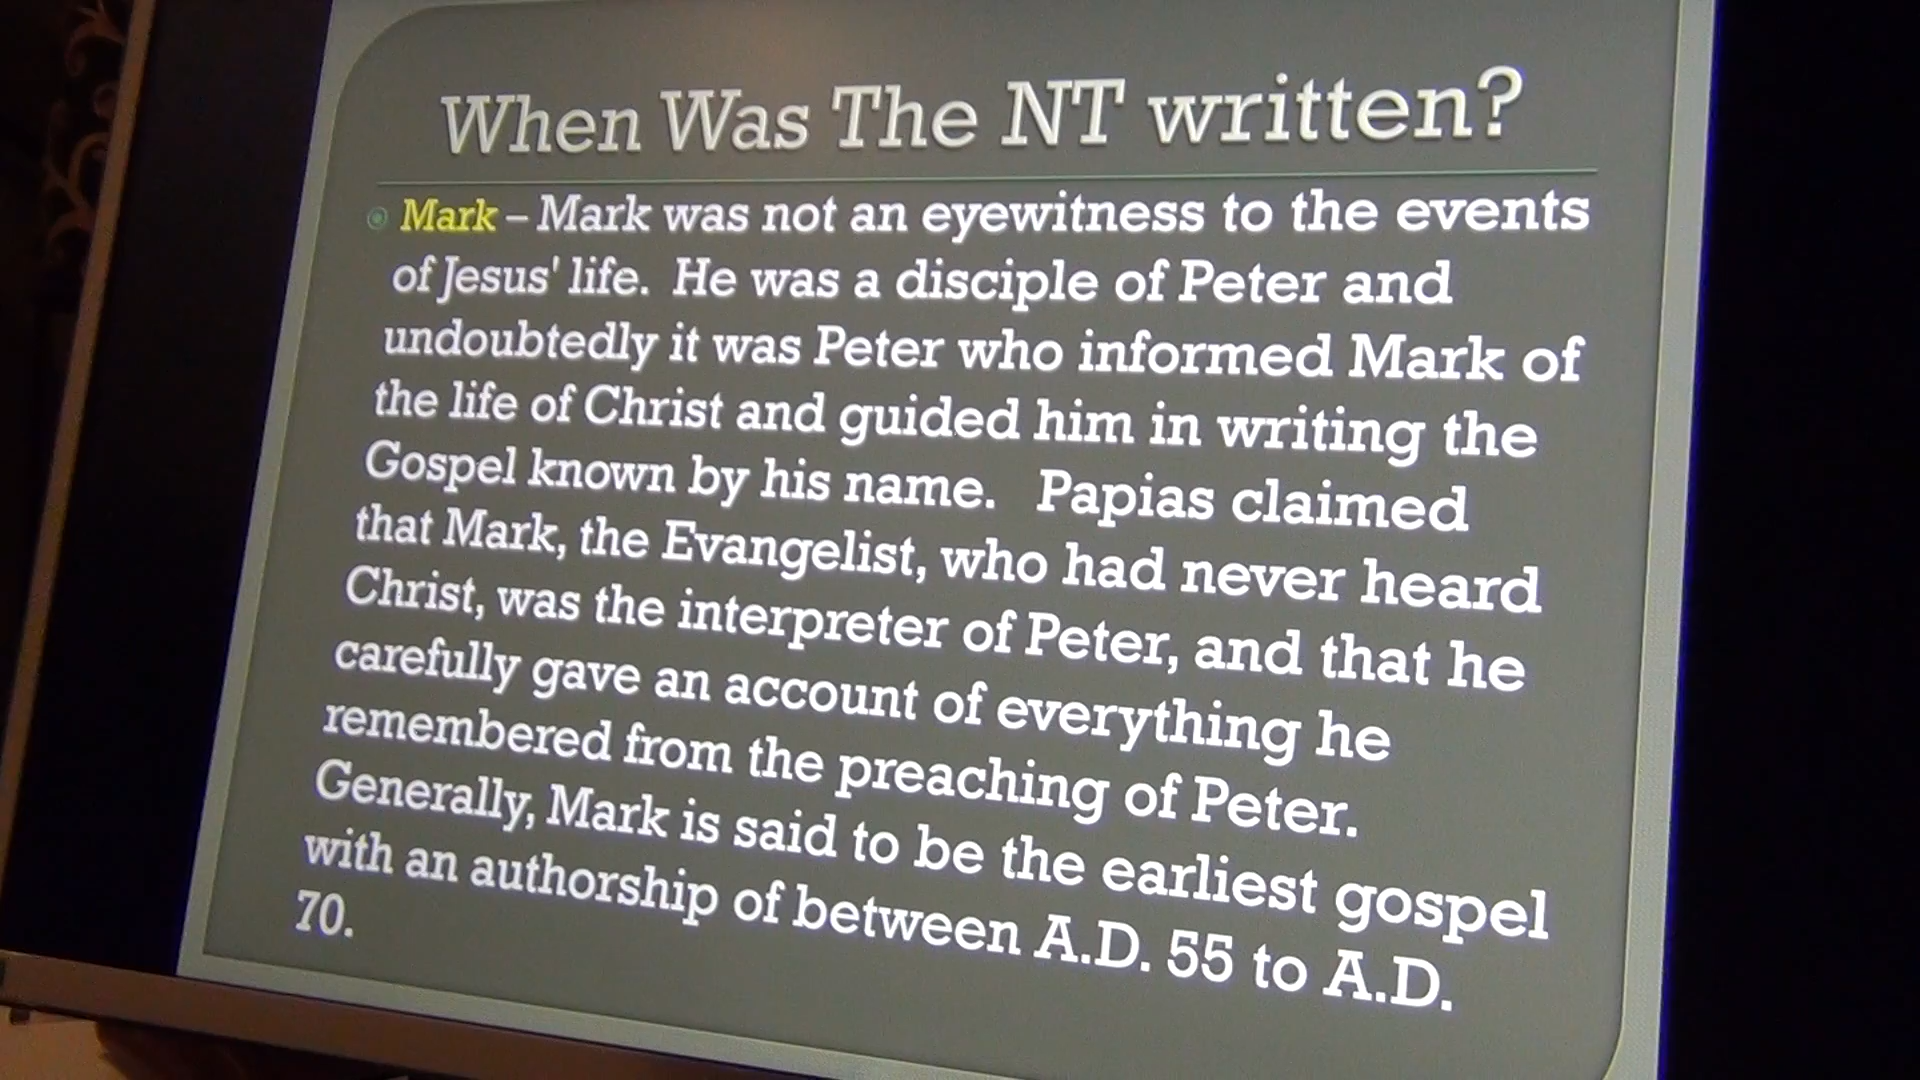 When Was The NT written?
Mark – Mark was not an eyewitness to the events
of Jesus' life. He was a disciple of Peter and
undoubtedly it was Peter who informed Mark of
the life of Christ and guided him in writing the
Gospel known by his name. Papias claimed
that Mark, the Evangelist, who had never heard
Christ, was the interpreter of Peter, and that he
carefully gave an account of everything he
remembered from the preaching of Peter.
Generally, Mark is said to be the earliest gospel
with an authorship of between A.D. 55 to A.D.
70.